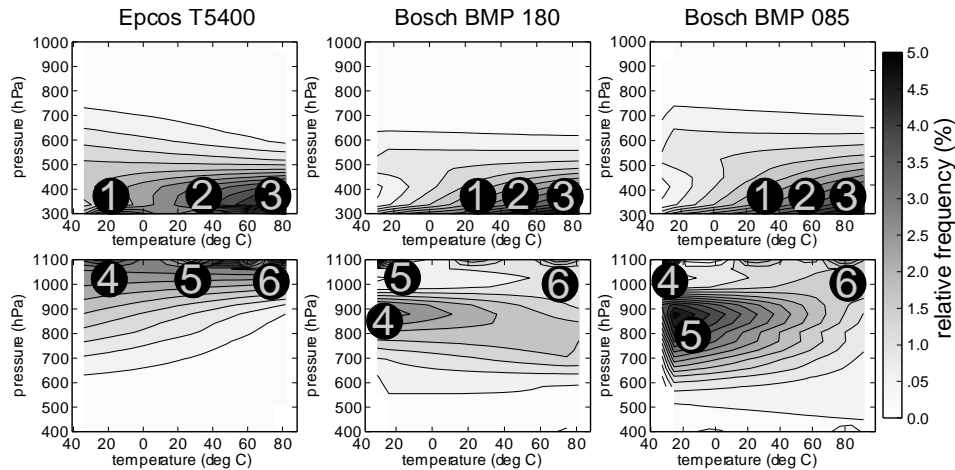 Epcos T5400 Bosch BMP 180 Bosch BMP 085
pressure (hPa)
1000
900
800
700
600
500
400
300
1 2 3
40 20 0 20 40 60 80
temperature (deg C)
pressure (hPa)
1000
900
800
700
600
500
400
300
1 2 3
40 20 0 20 40 60 80
temperature (deg C)
pressure (hPa)
1000
900
800
700
600
500
400
300
1 2 3
40 20 0 20 40 60 80
temperature (deg C)
pressure (hPa)
1100
1000
900
800
700
600
500
400
4 5 6
40 20 0 20 40 60 80
temperature (deg C)
pressure (hPa)
1100
1000
900
800
700
600
500
400
5 6
4
40 20 0 20 40 60 80
temperature (deg C)
pressure (hPa)
1100
1000
900
800
700
600
500
400
4 6
5
40 20 0 20 40 60 80
temperature (deg C)
5.0
4.5
4.0
3.5
3.0
2.5
2.0
1.5
1.0
.05
0.0
relative frequency (%)